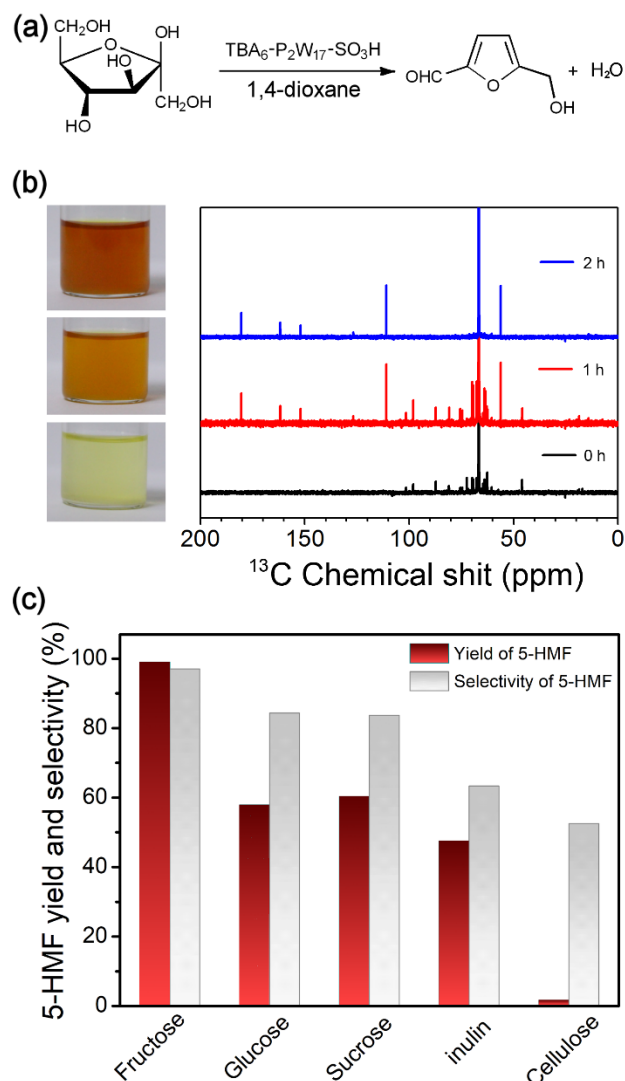 (a)
CH₂OH
OH
O
HO
CH₂OH
HO
TBA₆-P₂W₁₇-SO₃H
1,4-dioxane
OHC
O
OH
+ H₂O
(b)
2 h
1 h
0 h
200 150 100 50 0
¹³C Chemical shit (ppm)
(c)
5-HMF yield and selectivity (%)
100
80
60
40
20
0
Yield of 5-HMF
Selectivity of 5-HMF
Fructose
Glucose
Sucrose
inulin
Cellulose